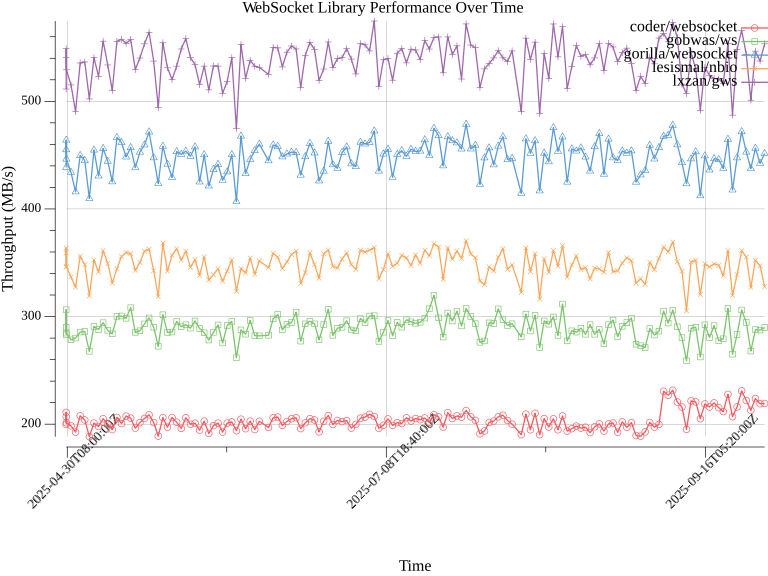 WebSocket Library Performance Over Time
coder/websocket
gobwas/ws
gorilla/websocket
lesismal/nbio
lxzan/gws
Throughput (MB/s)
500
400
300
200
2025-04-30T08:00:00Z
2025-07-08T18:40:00Z
2025-09-16T05:20:00Z
Time